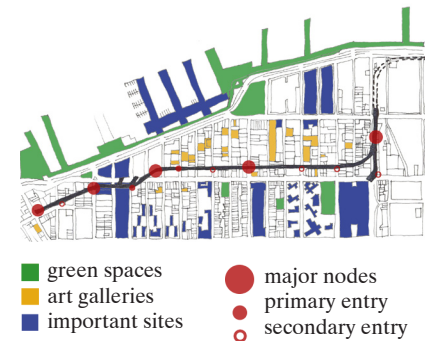 green spaces
art galleries
important sites
major nodes
primary entry
secondary entry